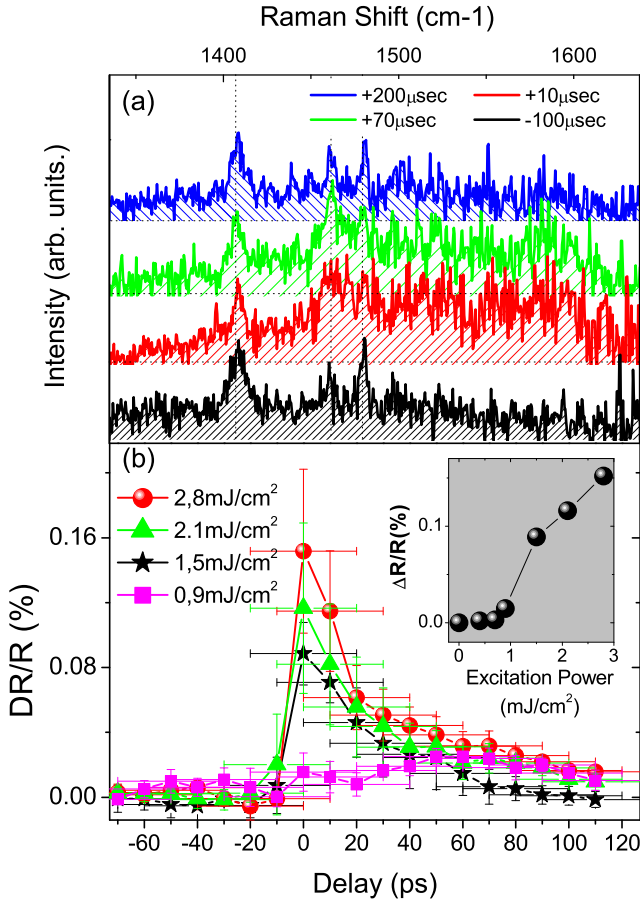 Raman Shift (cm-1)
1400 1500 1600
(a)
+200μsec +10μsec
+70μsec -100μsec
Intensity (arb. units.)
(b)
2,8mJ/cm²
2.1mJ/cm²
1,5mJ/cm²
0,9mJ/cm²
0.16
0.08
0.00
DR/R (%)
ΔR/R(%)
0.1
0.0
0 1 2 3
Excitation Power
(mJ/cm²)
-60 -40 -20 0 20 40 60 80 100 120
Delay (ps)